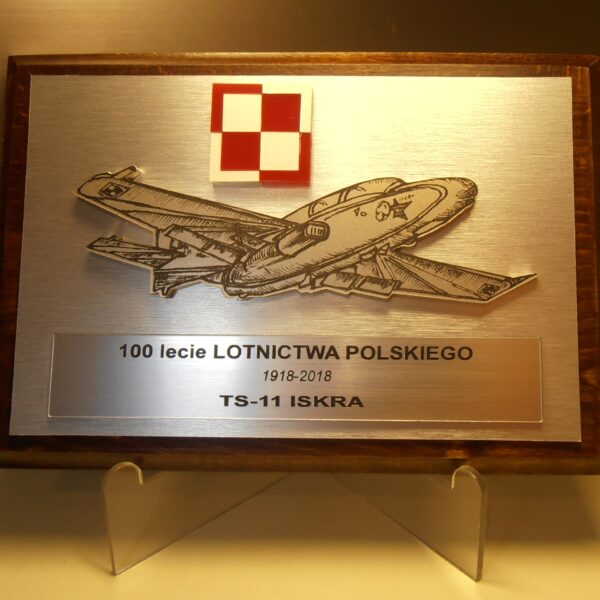 100 lecie LOTNICTWA POLSKIEGO
1918-2018
TS-11 ISKRA